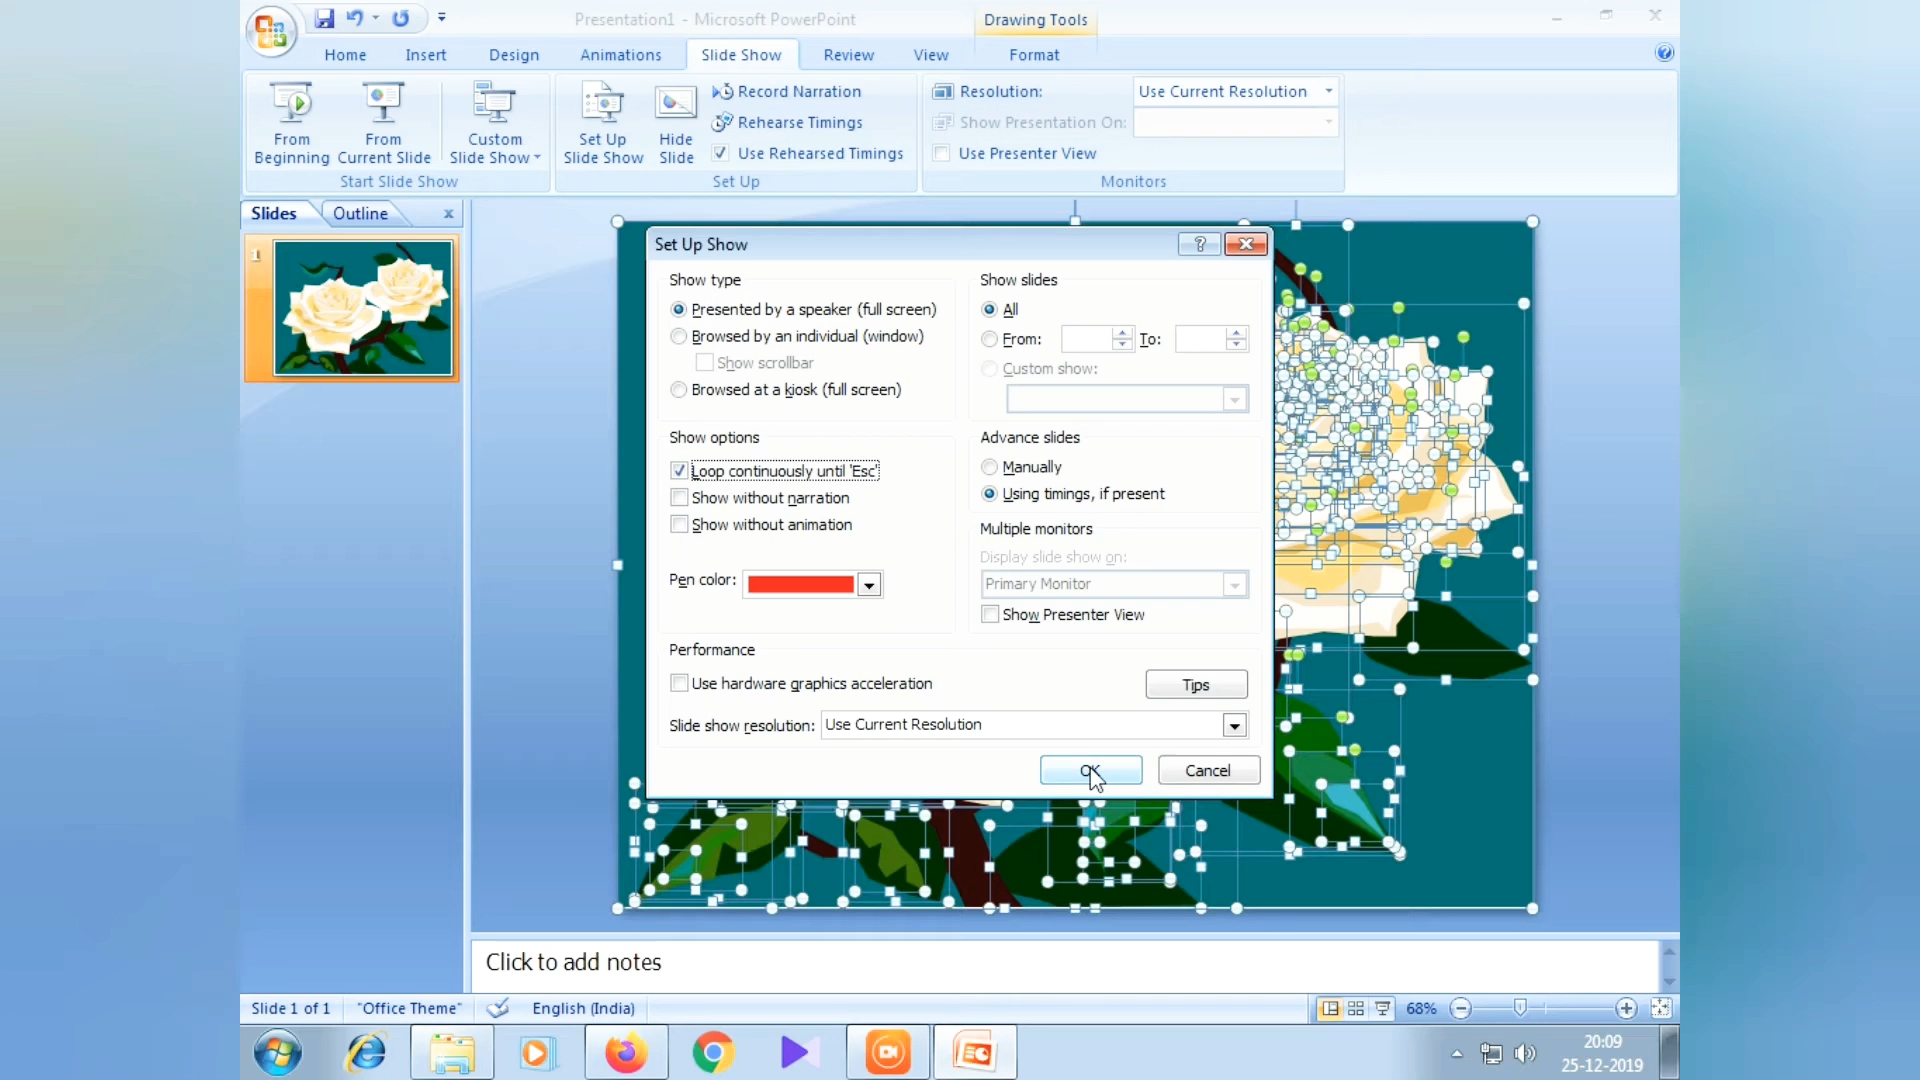 Presentation1 - Microsoft PowerPoint
Drawing Tools
Home Insert Design Animations Slide Show Review View Format
From Beginning
From Current Slide
Custom Slide Show
Start Slide Show
Set Up Slide Show
Hide Slide
Record Narration
Rehearse Timings
Use Rehearsed Timings
Set Up
Resolution: Use Current Resolution
Show Presentation On:
Use Presenter View
Monitors
Slides Outline
1
Set Up Show
Show type
Presented by a speaker (full screen)
Browsed by an individual (window)
Show scrollbar
Browsed at a kiosk (full screen)
Show slides
All
From: To:
Custom show:
Show options
Loop continuously until 'Esc'
Show without narration
Show without animation
Pen color:
Advance slides
Manually
Using timings, if present
Multiple monitors
Display slide show on:
Primary Monitor
Show Presenter View
Performance
Use hardware graphics acceleration
Tips
Slide show resolution: Use Current Resolution
OK Cancel
Click to add notes
Slide 1 of 1 "Office Theme" English (India) 68%
20:09
25-12-2019